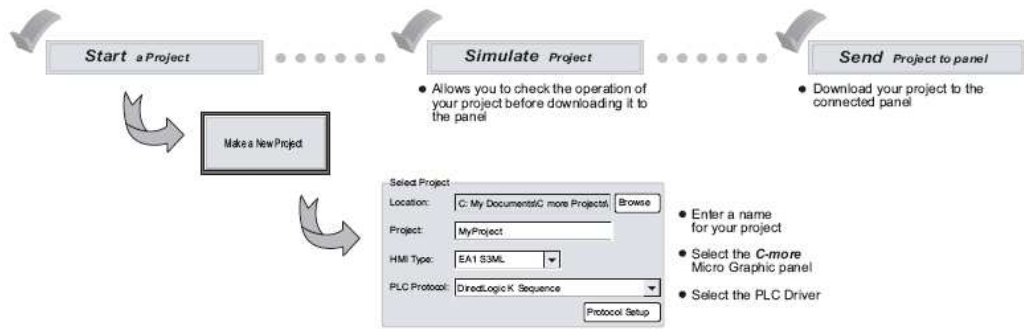 Start a Project
Simulate Project
Send Project to panel
• Allows you to check the operation of
your project before downloading it to
the panel
• Download your project to the
connected panel
Make a New Project
Select Project
Location: C: My Documents\C more Projects\ Browse
Project: MyProject
HMI Type: EA1 S3ML
PLC Protocol: DirectLogic K Sequence
Protocol Setup
• Enter a name
for your project
• Select the C-more
Micro Graphic panel
• Select the PLC Driver